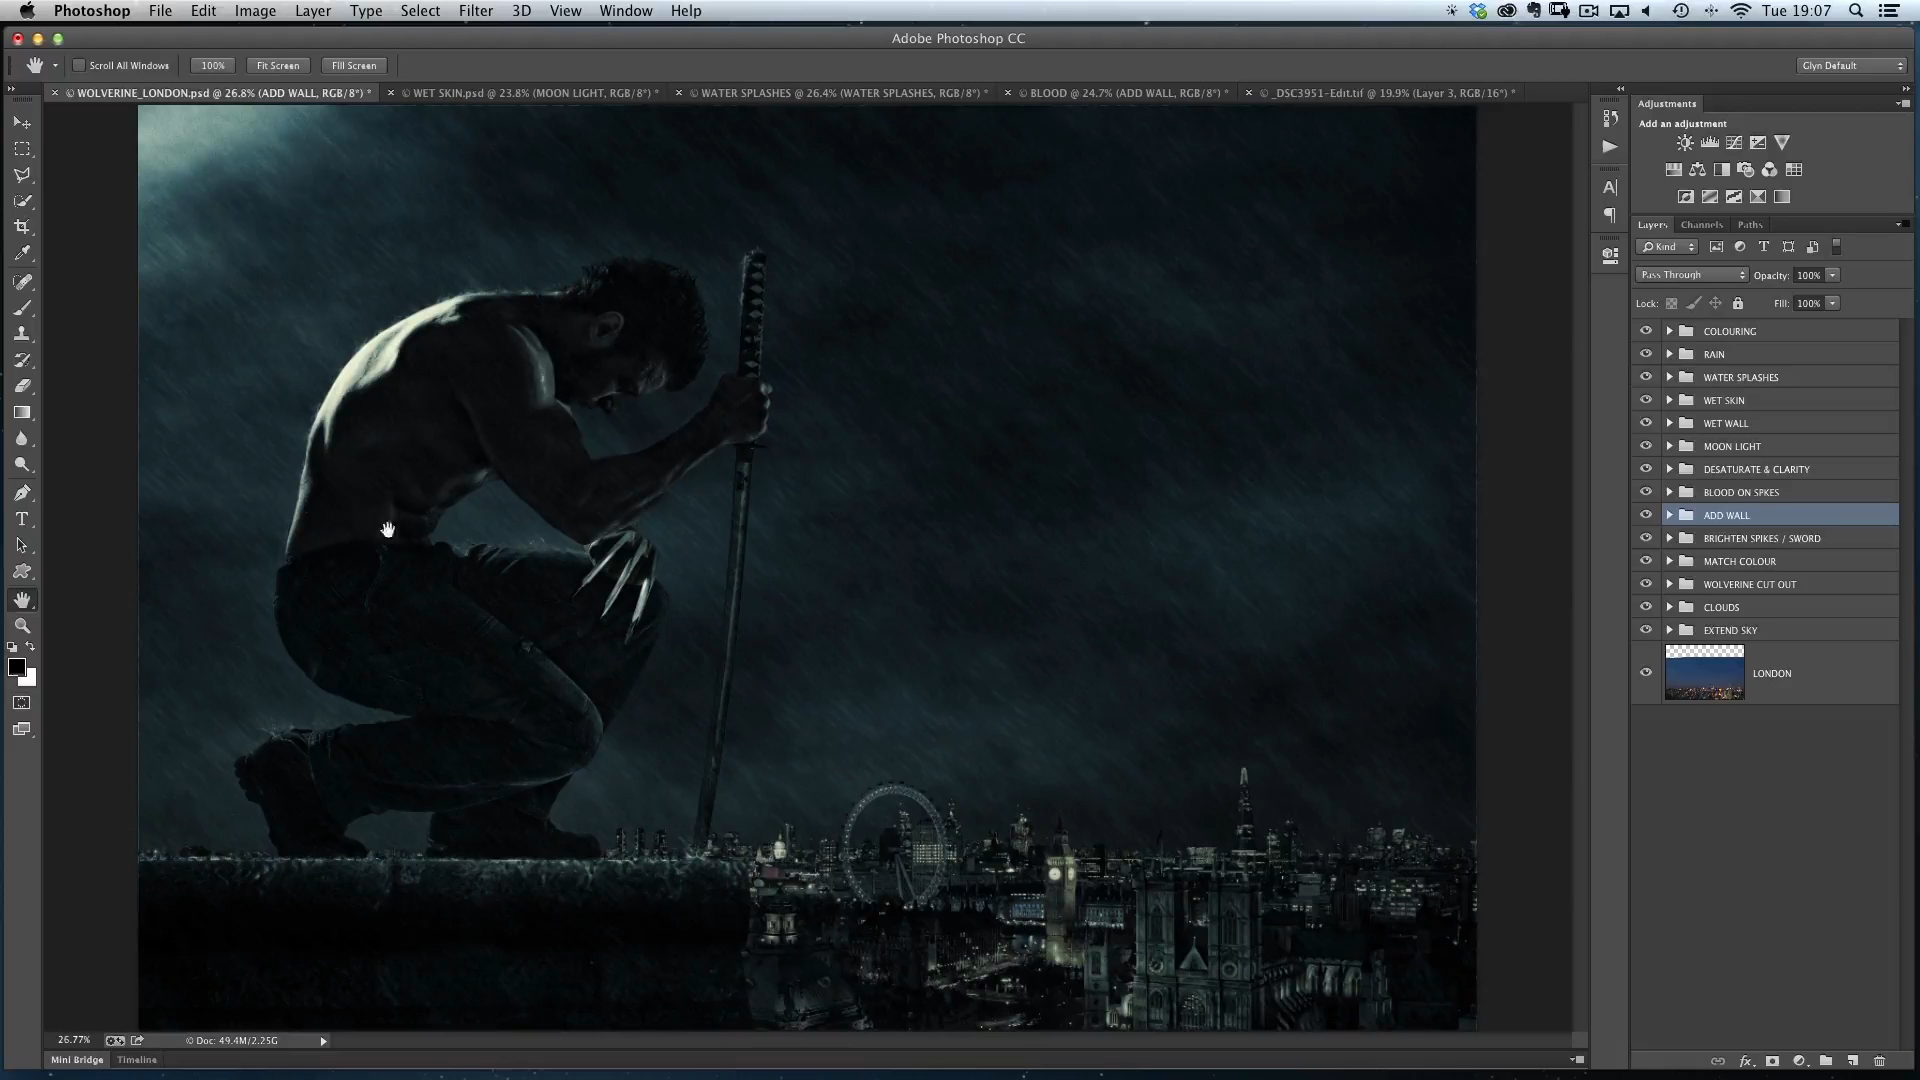 Photoshop File Edit Image Layer Type Select Filter 3D View Window Help Tue 19:07
Adobe Photoshop CC
Scroll All Windows 100% Fit Screen Fill Screen Glyn Default
× © WOLVERINE_LONDON.psd @ 26.8% (ADD WALL, RGB/8*) * × © WET SKIN.psd @ 23.8% (MOON LIGHT, RGB/8*) * × © WATER SPLASHES @ 26.4% (WATER SPLASHES, RGB/8*) * × © BLOOD @ 24.7% (ADD WALL, RGB/8*) * × © _DSC3951-Edit.tif @ 19.9% (Layer 3, RGB/16*) *
Adjustments
Add an adjustment
Layers Channels Paths
Kind
Pass Through Opacity: 100%
Lock: Fill: 100%
COLOURING
RAIN
WATER SPLASHES
WET SKIN
WET WALL
MOON LIGHT
DESATURATE & CLARITY
BLOOD ON SPKES
ADD WALL
BRIGHTEN SPIKES / SWORD
MATCH COLOUR
WOLVERINE CUT OUT
CLOUDS
EXTEND SKY
LONDON
26.77% © Doc: 49.4M/2.25G
Mini Bridge Timeline
fx